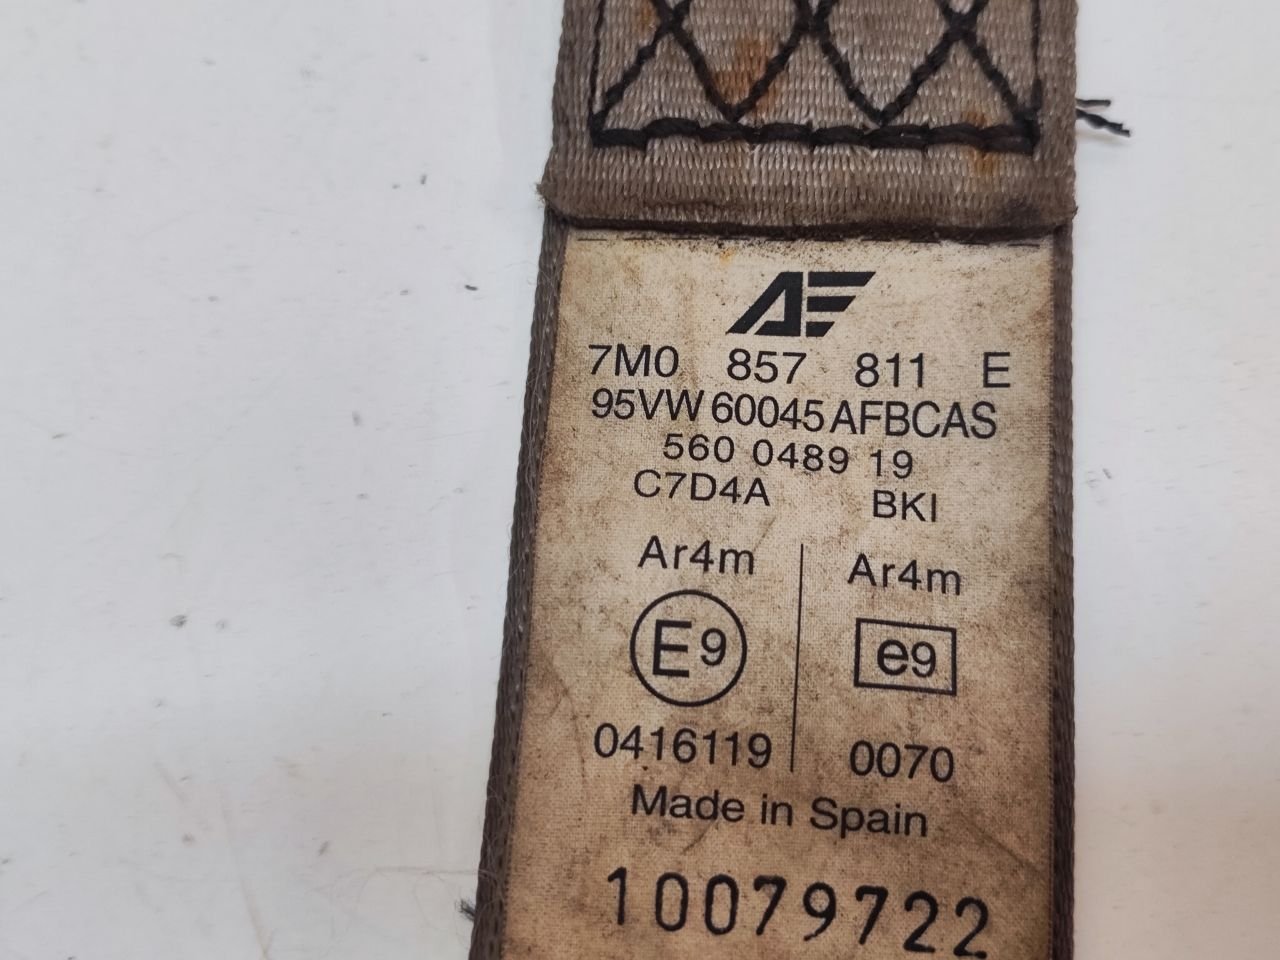 AE
7M0 857 811 E
95VW 60045 AFBCAS
560 0489 19
C7D4A BKI
Ar4m Ar4m
E9 e9
0416119 0070
Made in Spain
10079722